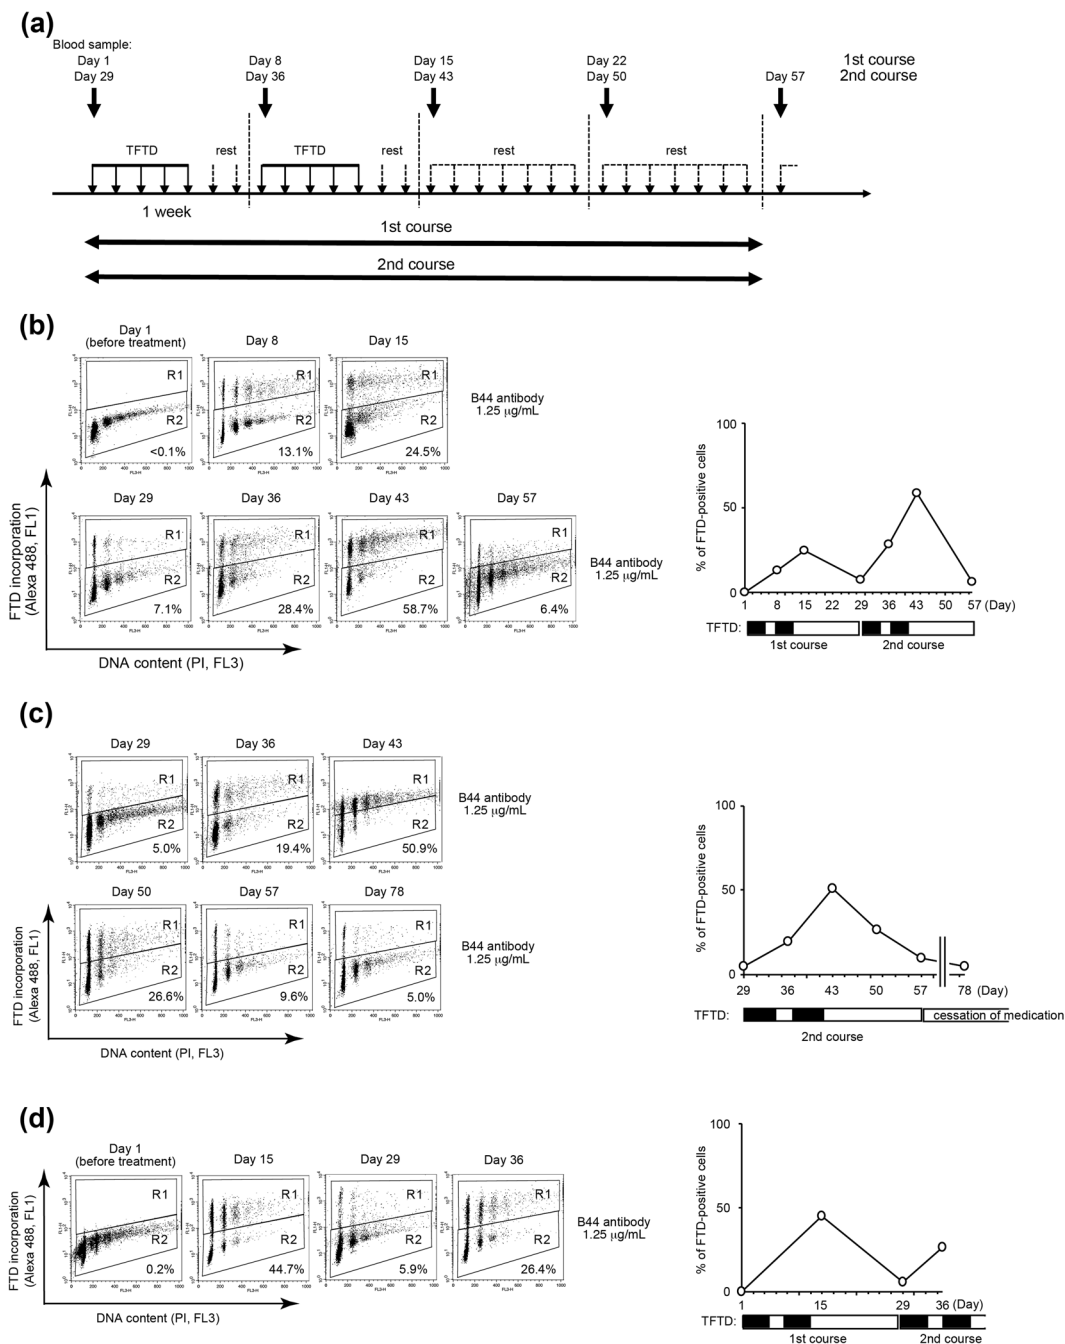 (a)
Blood sample:
Day 1
Day 29
Day 8
Day 36
Day 15
Day 43
Day 22
Day 50
Day 57
1st course
2nd course
TFTD
rest
TFTD
rest
rest
rest
1 week
1st course
2nd course
(b)
Day 1
(before treatment)
Day 8
Day 15
R1
R2
<0.1%
R1
R2
13.1%
R1
R2
24.5%
B44 antibody
1.25 µg/mL
Day 29
Day 36
Day 43
Day 57
R1
R2
7.1%
R1
R2
28.4%
R1
R2
58.7%
R1
R2
6.4%
B44 antibody
1.25 µg/mL
FTD incorporation
(Alexa 488, FL1)
DNA content (PI, FL3)
% of FTD-positive cells
100
50
0
1 8 15 22 29 36 43 50 57 (Day)
TFTD:
1st course
2nd course
(c)
Day 29
Day 36
Day 43
R1
R2
5.0%
R1
R2
19.4%
R1
R2
50.9%
B44 antibody
1.25 µg/mL
Day 50
Day 57
Day 78
R1
R2
26.6%
R1
R2
9.6%
R1
R2
5.0%
B44 antibody
1.25 µg/mL
FTD incorporation
(Alexa 488, FL1)
DNA content (PI, FL3)
% of FTD-positive cells
100
50
0
29 36 43 50 57 78 (Day)
TFTD:
cessation of medication
2nd course
(d)
Day 1
(before treatment)
Day 15
Day 29
Day 36
R1
R2
0.2%
R1
R2
44.7%
R1
R2
5.9%
R1
R2
26.4%
B44 antibody
1.25 µg/mL
FTD incorporation
(Alexa 488, FL1)
DNA content (PI, FL3)
% of FTD-positive cells
100
50
0
1 15 29 36 (Day)
TFTD:
1st course
2nd course